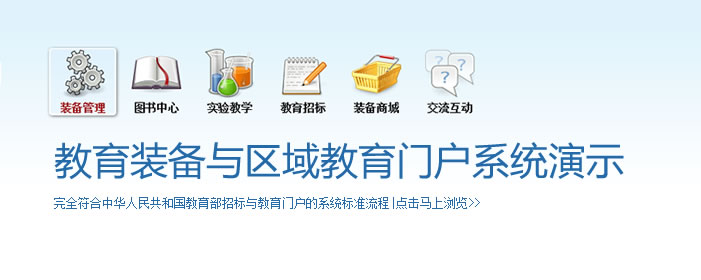 装备管理 图书中心 实验教学 教育招标 装备商城 交流互动
教育装备与区域教育门户系统演示
完全符合中华人民共和国教育部招标与教育门户的系统标准流程 |点击马上浏览>>